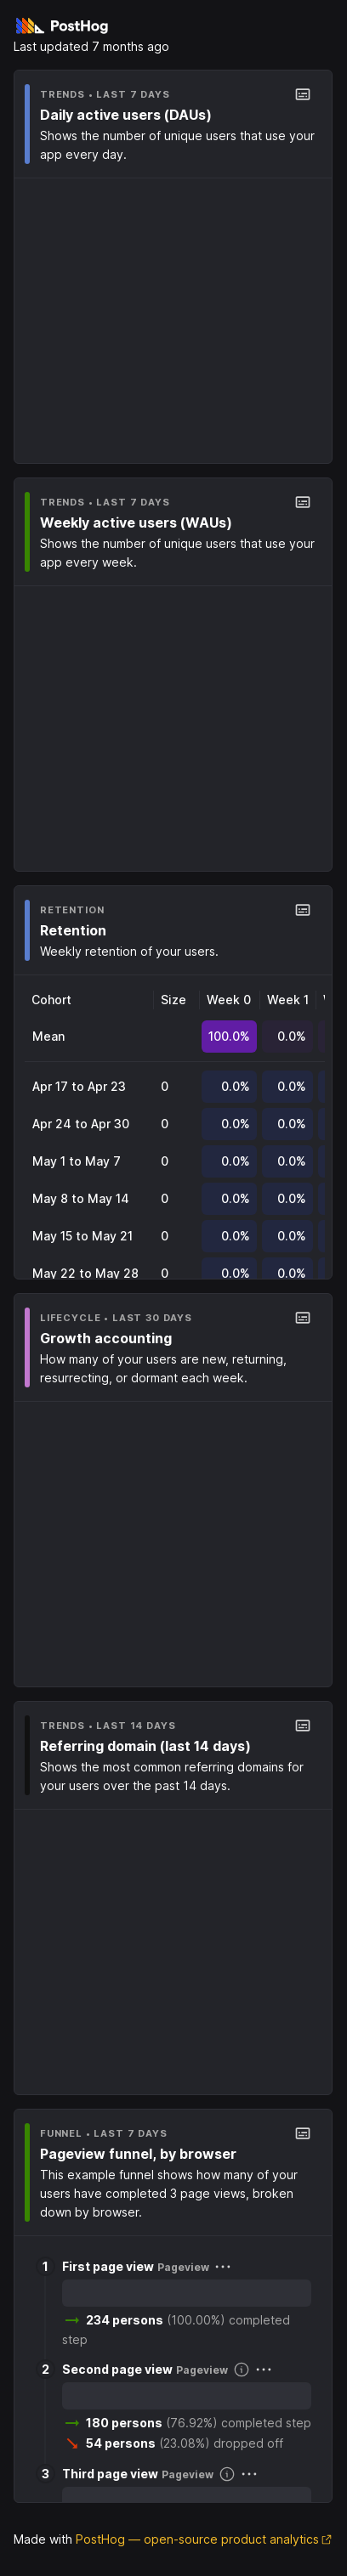 PostHog
Last updated 7 months ago
TRENDS • LAST 7 DAYS
Daily active users (DAUs)
Shows the number of unique users that use your
app every day.
TRENDS • LAST 7 DAYS
Weekly active users (WAUs)
Shows the number of unique users that use your
app every week.
RETENTION
Retention
Weekly retention of your users.
Cohort Size Week 0 Week 1
Mean 100.0% 0.0%
Apr 17 to Apr 23 0 0.0% 0.0%
Apr 24 to Apr 30 0 0.0% 0.0%
May 1 to May 7 0 0.0% 0.0%
May 8 to May 14 0 0.0% 0.0%
May 15 to May 21 0 0.0% 0.0%
May 22 to May 28 0 0.0% 0.0%
LIFECYCLE • LAST 30 DAYS
Growth accounting
How many of your users are new, returning,
resurrecting, or dormant each week.
TRENDS • LAST 14 DAYS
Referring domain (last 14 days)
Shows the most common referring domains for
your users over the past 14 days.
FUNNEL • LAST 7 DAYS
Pageview funnel, by browser
This example funnel shows how many of your
users have completed 3 page views, broken
down by browser.
1 First page view Pageview
234 persons (100.00%) completed
step
2 Second page view Pageview
180 persons (76.92%) completed step
54 persons (23.08%) dropped off
3 Third page view Pageview
Made with PostHog — open-source product analytics